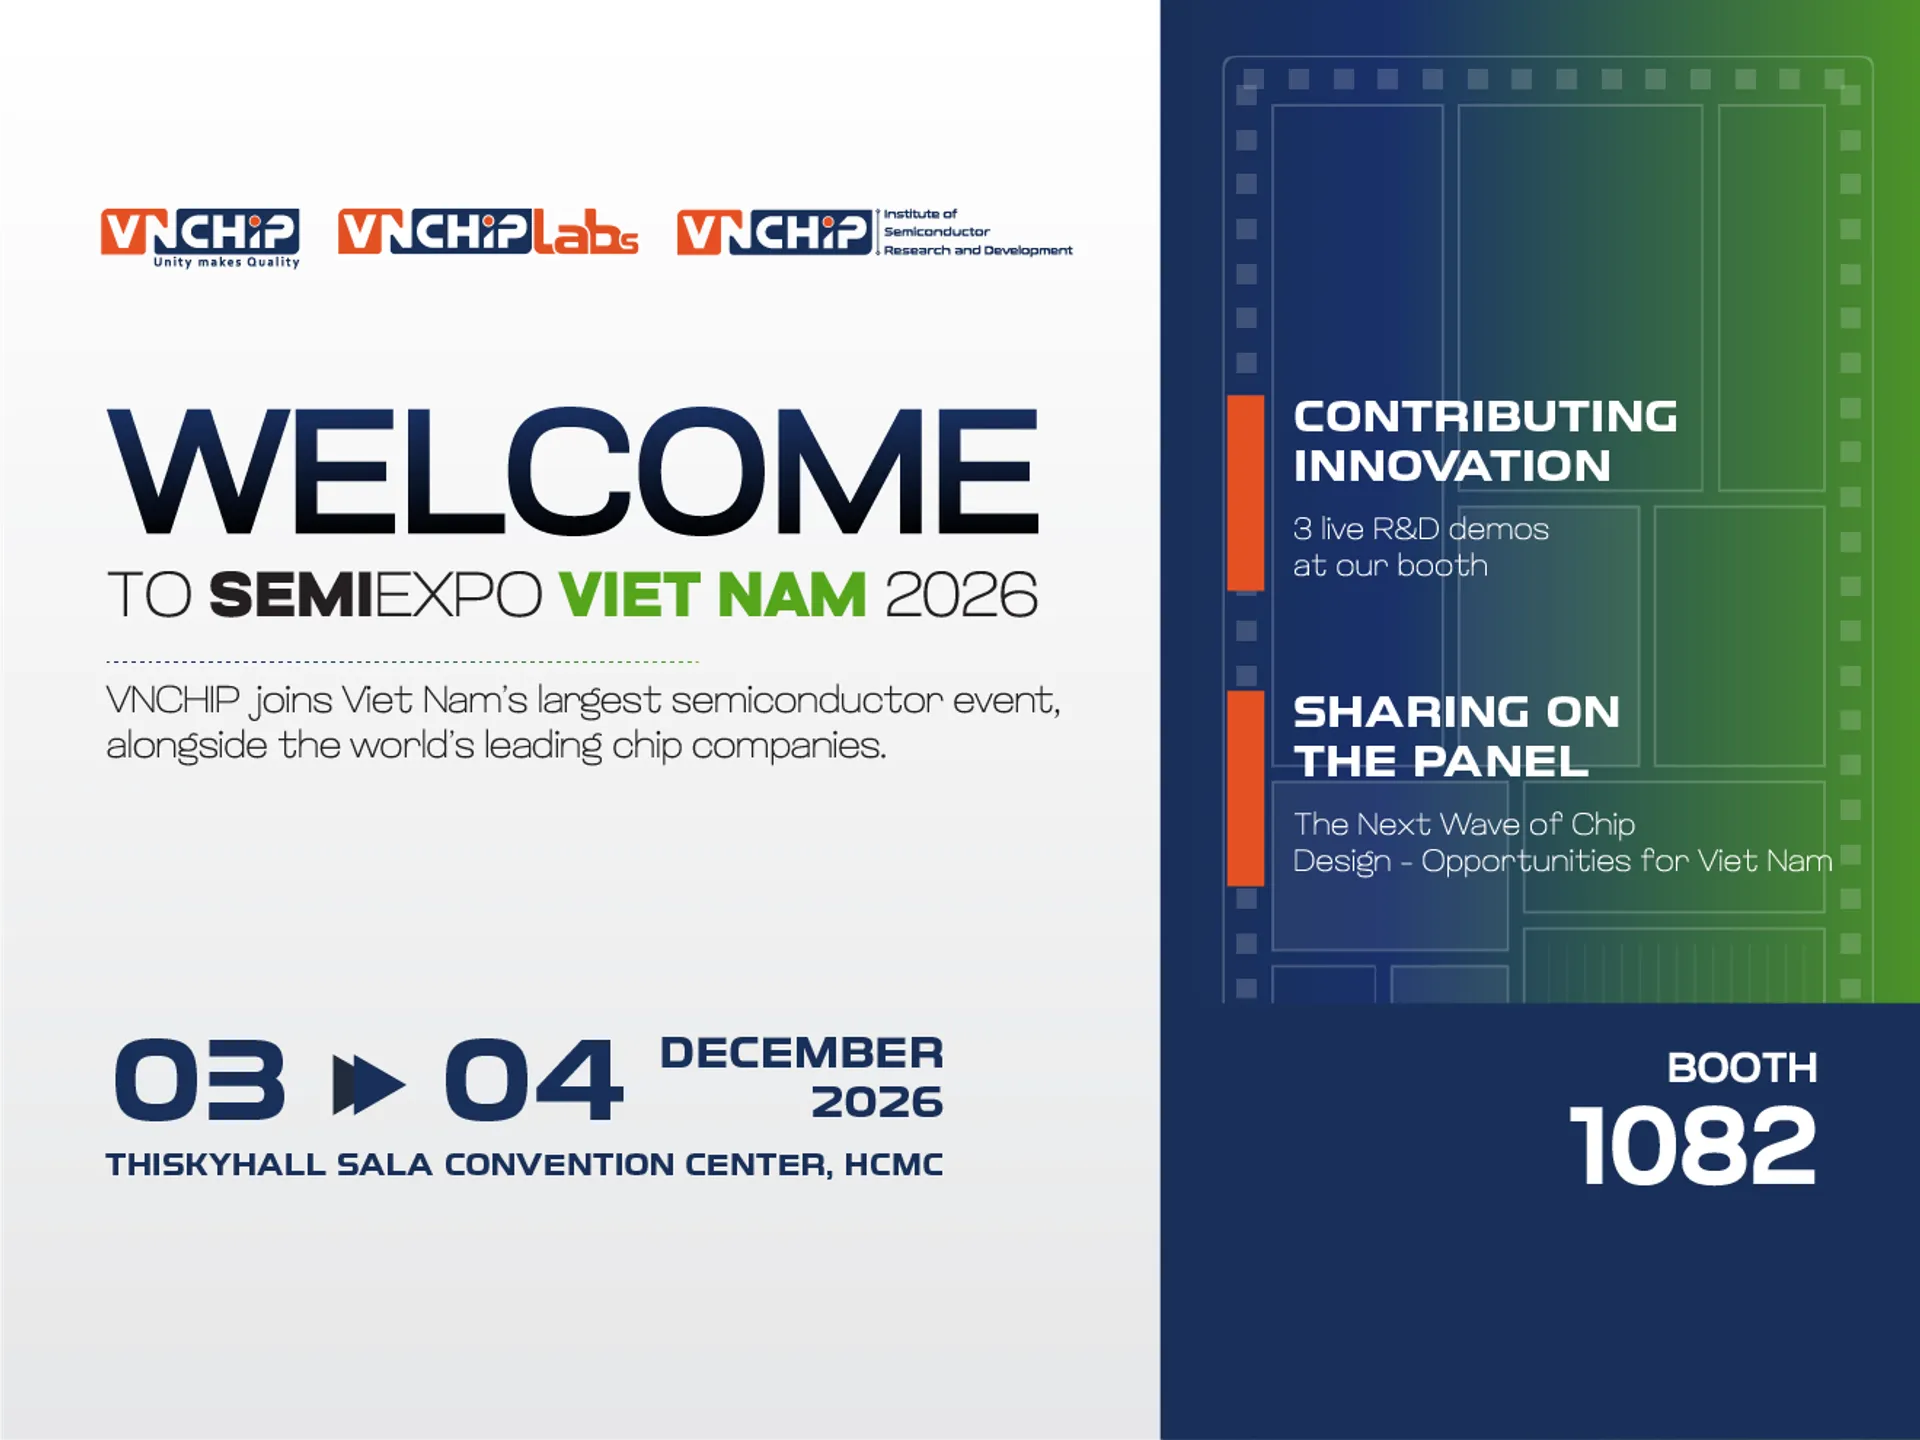 VNCHIP
Unity makes Quality
VNCHIPLabs
VNCHIP
Institute of
Semiconductor
Research and Development
WELCOME
TO SEMIEXPO VIET NAM 2026
VNCHIP joins Viet Nam's largest semiconductor event,
alongside the world's leading chip companies.
03 04 DECEMBER
2026
THISKYHALL SALA CONVENTION CENTER, HCMC
CONTRIBUTING
INNOVATION
3 live R&D demos
at our booth
SHARING ON
THE PANEL
The Next Wave of Chip
Design - Opportunities for Viet Nam
BOOTH
1082